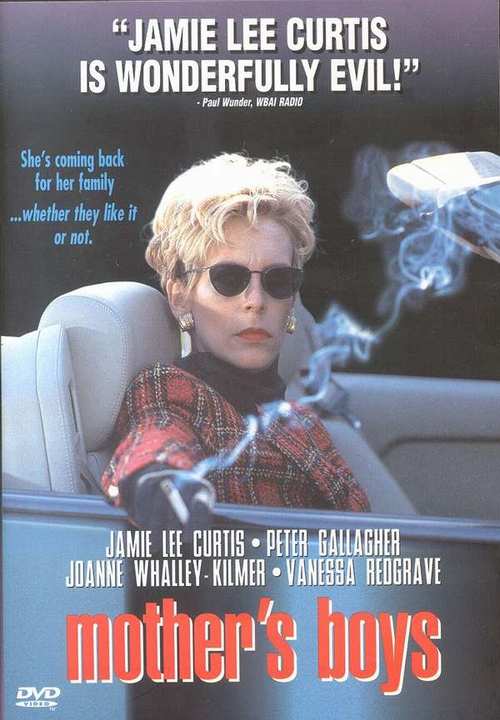 “JAMIE LEE CURTIS
IS WONDERFULLY EVIL!”
- Paul Wunder, WBAI RADIO
She's coming back
for her family
...whether they like it
or not.
JAMIE LEE CURTIS • PETER GALLAGHER
JOANNE WHALLEY-KILMER • VANESSA REDGRAVE
mother's boys
DVD
VIDEO
TM